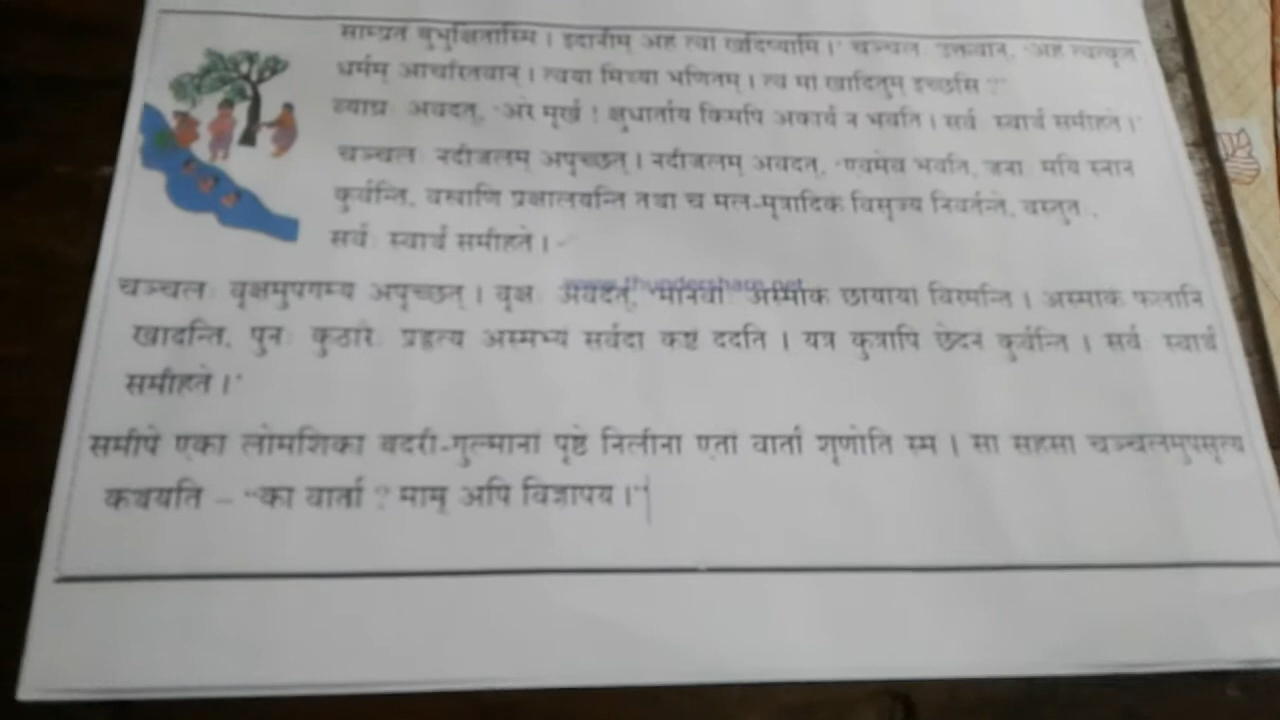 साम्प्रतं बुभुक्षितास्मि । इदानीम् अहं त्वां खादिष्यामि ।' चञ्चलः उक्तवान्, 'अहं त्वत्कृते
धर्मम् आचरितवान् । त्वया मिथ्या भणितम् । त्वं मां खादितुम् इच्छसि ?'
व्याघ्रः अवदत्, 'अरे मूर्ख ! क्षुधार्ताय किमपि अकार्यं न भवति । सर्वः स्वार्थं समीहते ।'
चञ्चलः नदीजलम् अपृच्छत् । नदीजलम् अवदत्, 'एवमेव भवति, जनाः मयि स्नानं
कुर्वन्ति, वस्त्राणि प्रक्षालयन्ति तथा च मल-मूत्रादिकं विसृज्य निवर्तन्ते, वस्तुतः,
सर्वः स्वार्थं समीहते ।
www.thundershare.net
चञ्चलः वृक्षमुपगम्य अपृच्छत् । वृक्षः अवदत्, 'मानवाः अस्माकं छायायां विरमन्ति । अस्माकं फलानि
खादन्ति, पुनः कुठारैः प्रहृत्य अस्मभ्यं सर्वदा कष्टं ददति । यत्र कुत्रापि छेदनं कुर्वन्ति । सर्वः स्वार्थं
समीहते ।'
समीपे एका लोमशिका बदरी-गुल्मानां पृष्ठे निलीना एतां वार्तां शृणोति स्म । सा सहसा चञ्चलमुपसृत्य
कथयति – "का वार्ता ? माम् अपि विज्ञापय ।"